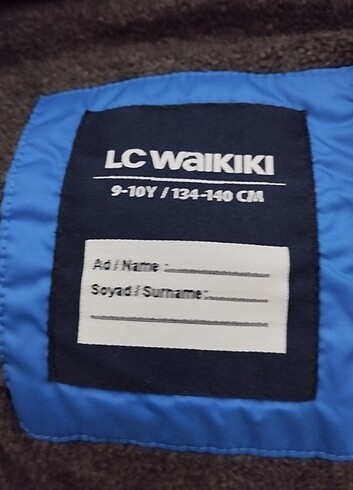 LC WAIKIKI
9-10Y / 134-140 CM
Ad / Name :
Soyad / Surname: